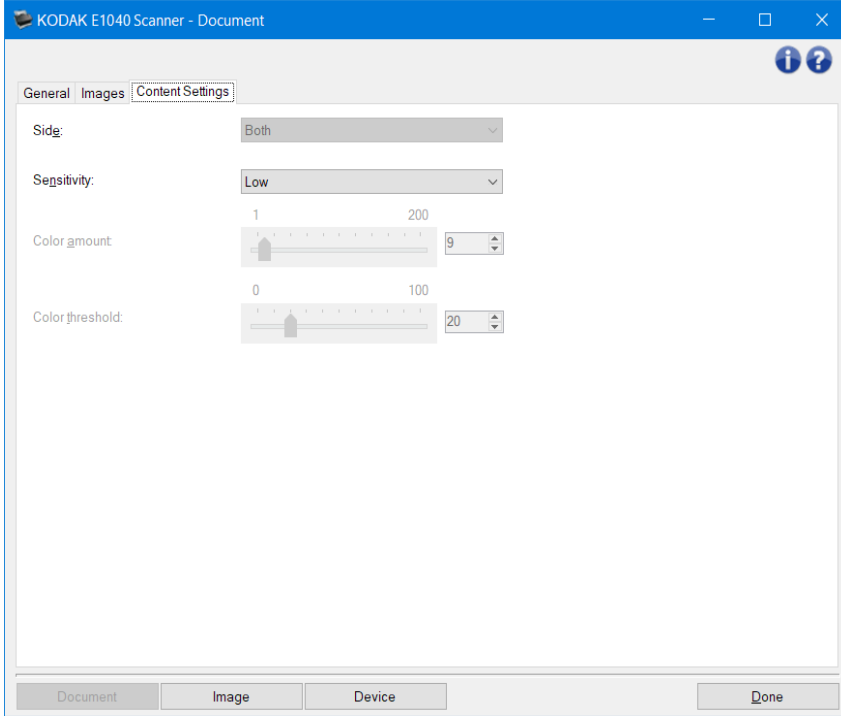 KODAK E1040 Scanner - Document
General Images Content Settings
Side: Both
Sensitivity: Low
1 200
Color amount: 9
0 100
Color threshold: 20
Document Image Device Done